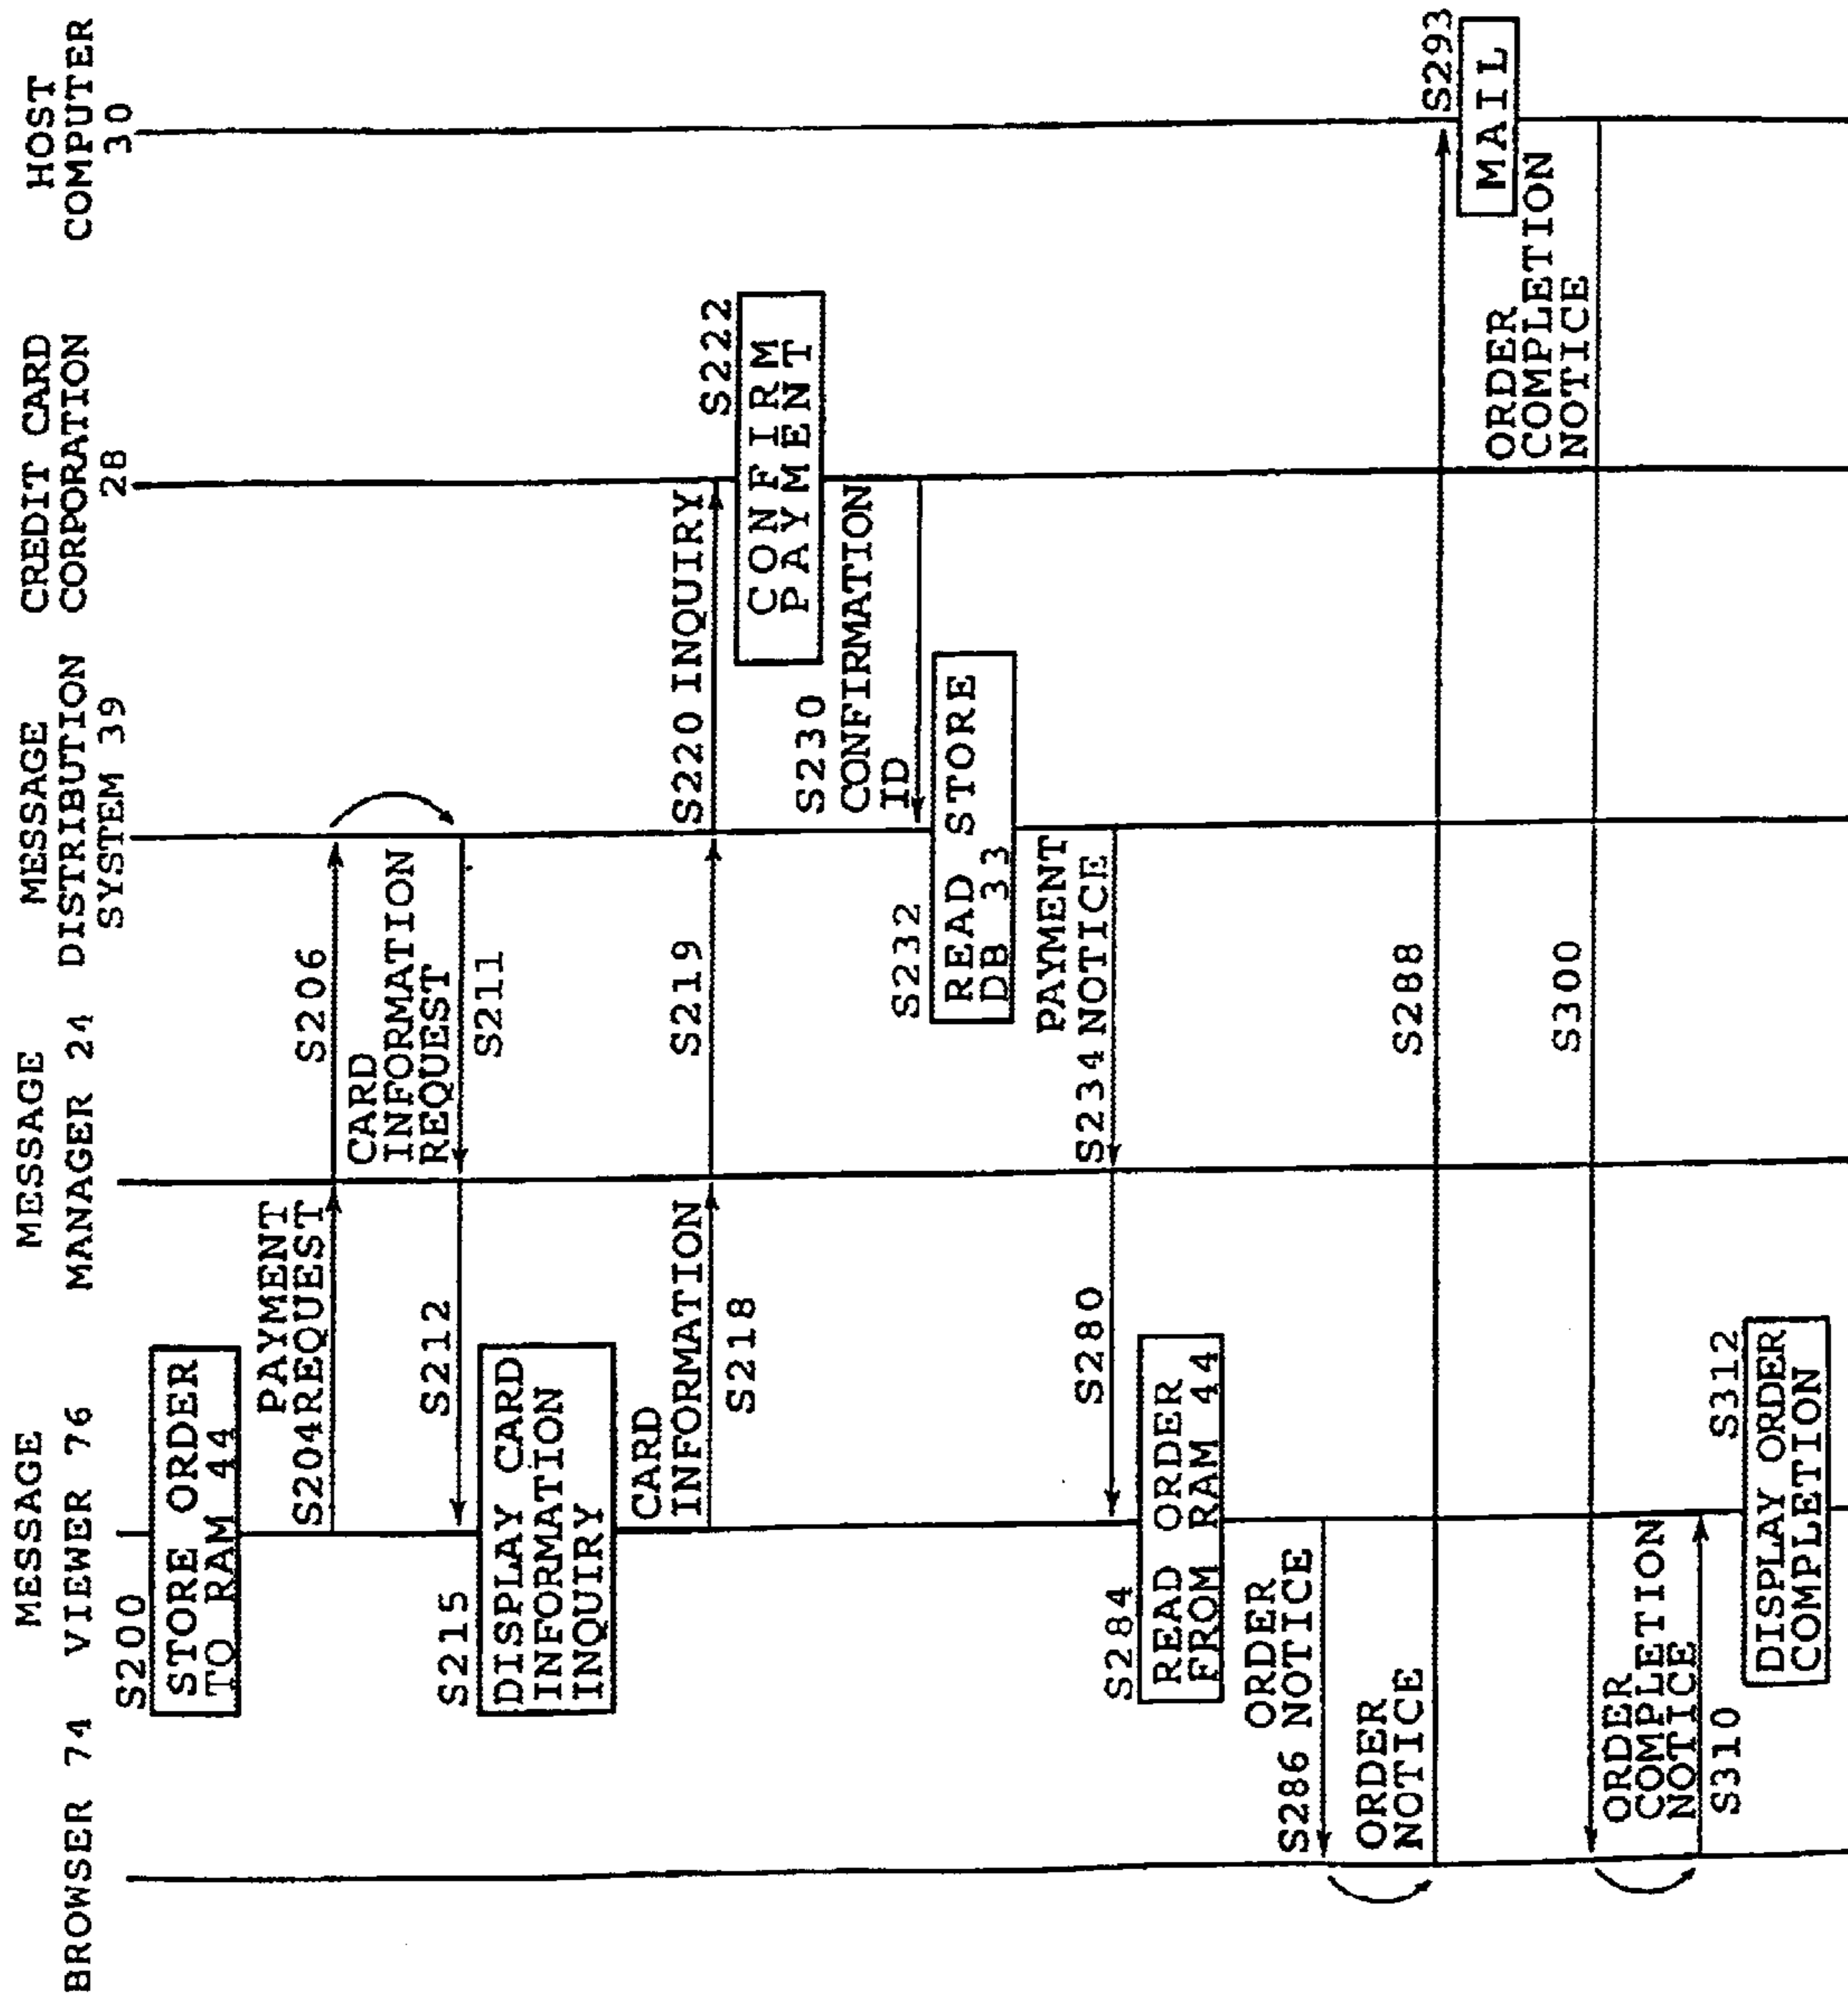 BROWSER 74
MESSAGE
VIEWER 76
MESSAGE
MANAGER 24
MESSAGE
DISTRIBUTION
SYSTEM 39
CREDIT CARD
CORPORATION
28
HOST
COMPUTER
30
S200
STORE ORDER
TO RAM 44
PAYMENT
S204 REQUEST
S206
CARD
INFORMATION
REQUEST
S211
S212
S215
DISPLAY CARD
INFORMATION
INQUIRY
CARD
INFORMATION
S218
S219
S220 INQUIRY
S222
CONFIRM
PAYMENT
S230
CONFIRMATION
ID
S232
READ STORE
DB 33
PAYMENT
S234 NOTICE
S280
S284
READ ORDER
FROM RAM 44
ORDER
S286 NOTICE
ORDER
NOTICE
S288
S293
MAIL
ORDER
COMPLETION
NOTICE
S300
ORDER
COMPLETION
NOTICE
S310
S312
DISPLAY ORDER
COMPLETION